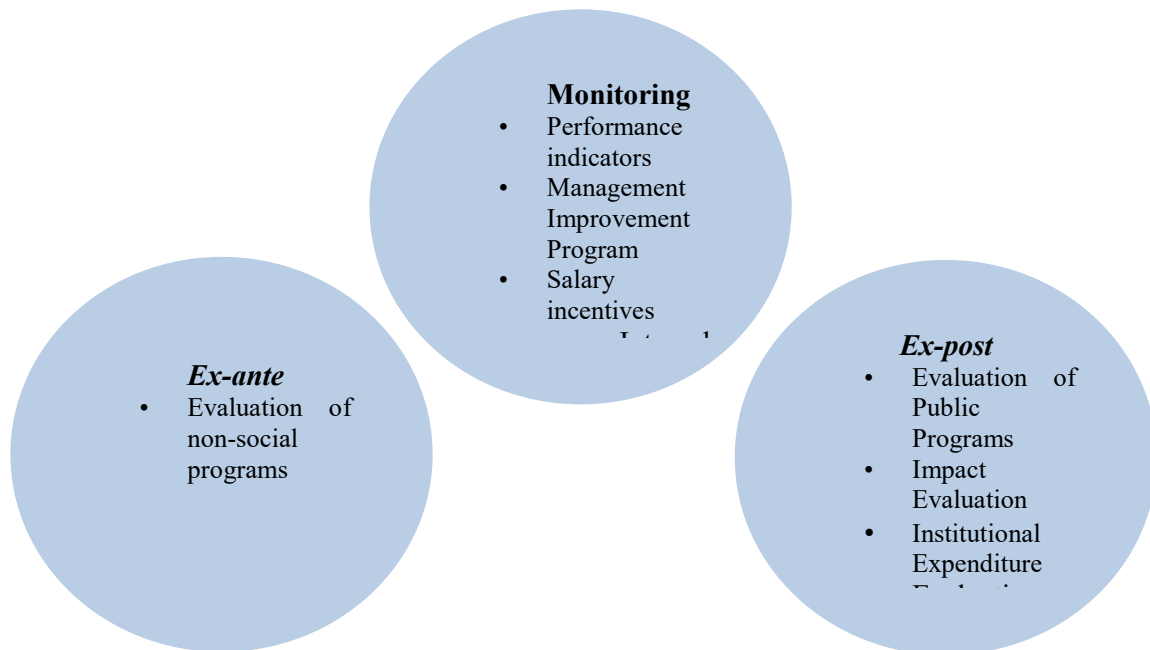 Monitoring
• Performance
indicators
• Management
Improvement
Program
• Salary
incentives
Ex-ante
• Evaluation of
non-social
programs
Ex-post
• Evaluation of
Public
Programs
• Impact
Evaluation
• Institutional
Expenditure